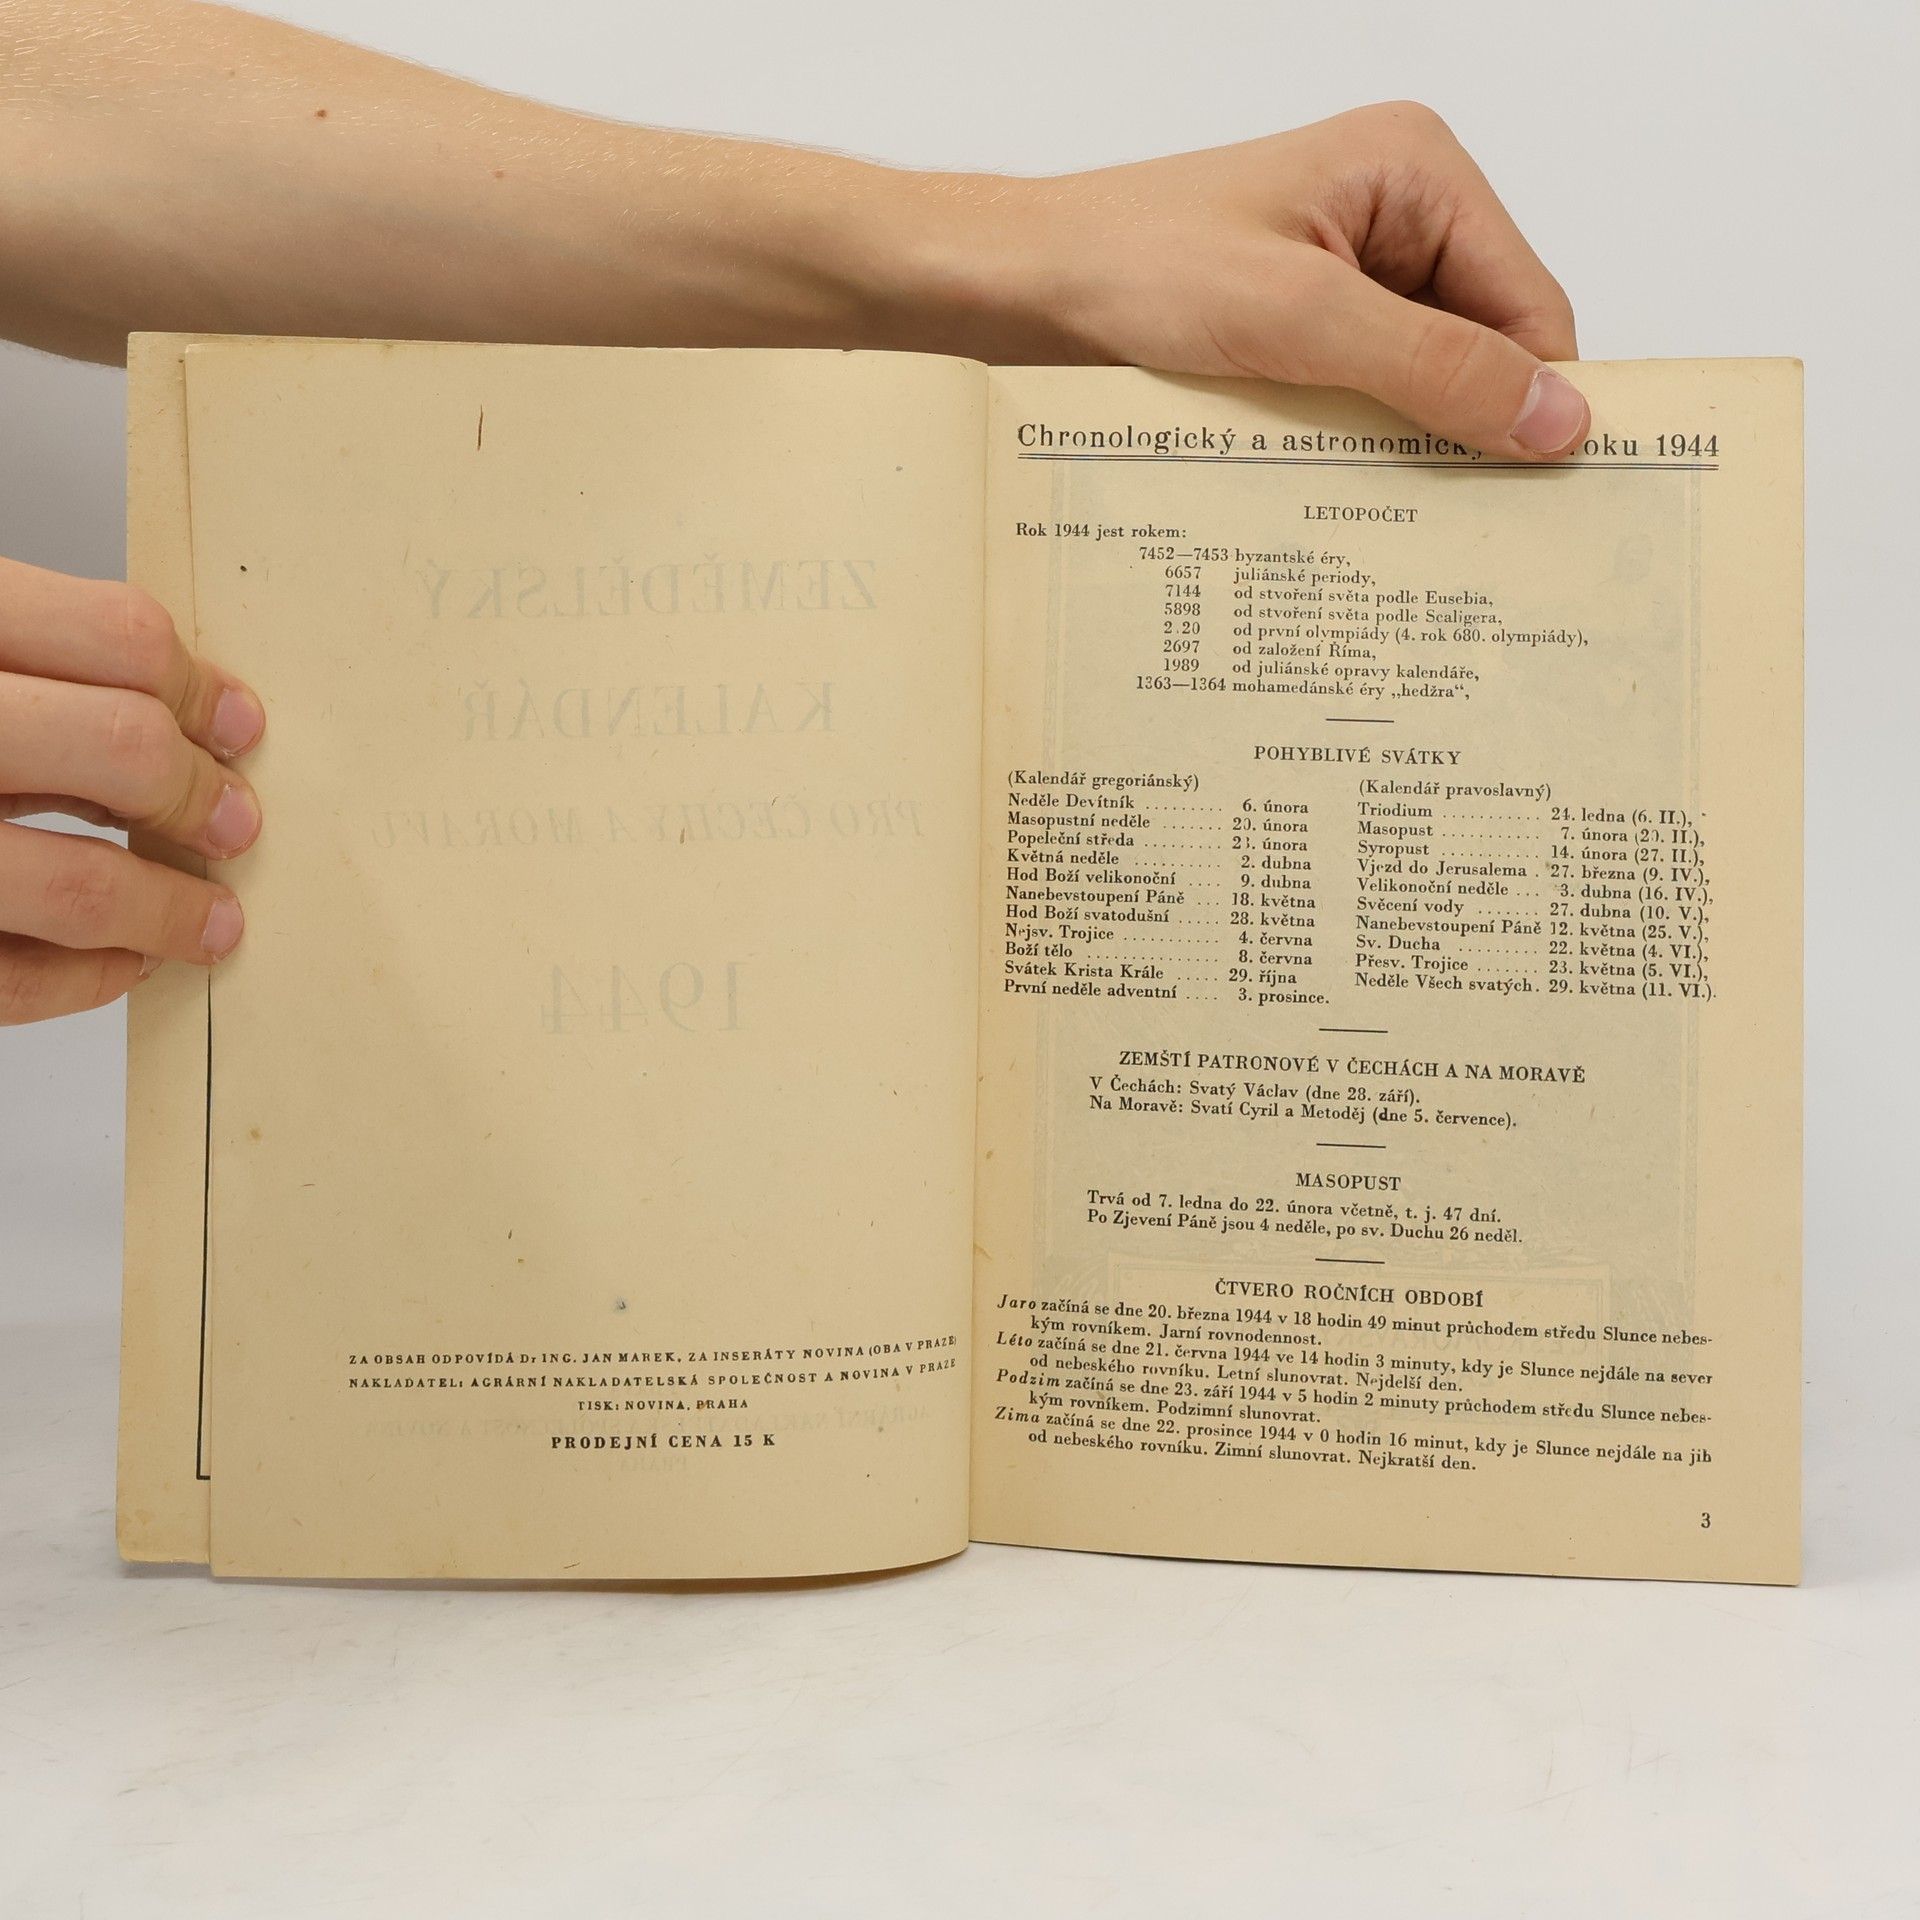 ZEMĚDĚLSKÝ
KALENDÁŘ
PRO ČECHY A MORAVU
1944
ZA OBSAH ODPOVÍDÁ Dr ING. JAN MAREK, ZA INSERÁTY NOVINA (OBA V PRAZE)
NAKLADATEL: AGRÁRNÍ NAKLADATELSKÁ SPOLEČNOST A NOVINA V PRAZE
TISK: NOVINA, PRAHA
PRODEJNÍ CENA 15 K
Chronologický a astronomický roku 1944
LETOPOČET
Rok 1944 jest rokem:
7452—7453 byzantské éry,
6657 juliánské periody,
7144 od stvoření světa podle Eusebia,
5898 od stvoření světa podle Scaligera,
2.20 od první olympiády (4. rok 680. olympiády),
2697 od založení Říma,
1989 od juliánské opravy kalendáře,
1363—1364 mohamedánské éry „hedžra“,
POHYBLIVÉ SVÁTKY
(Kalendář gregoriánský)
Neděle Devítník ......... 6. února
Masopustní neděle ....... 20. února
Popeleční středa ......... 23. února
Květná neděle .......... 2. dubna
Hod Boží velikonoční .... 9. dubna
Nanebevstoupení Páně ... 18. května
Hod Boží svatodušní ..... 28. května
Nejsv. Trojice ........... 4. června
Boží tělo ............... 8. června
Svátek Krista Krále ..... 29. října
První neděle adventní .... 3. prosince.
(Kalendář pravoslavný)
Triodium ........... 24. ledna (6. II.),
Masopust ........... 7. února (20. II.),
Syropust ........... 14. února (27. II.),
Vjezd do Jerusalema . 27. března (9. IV.),
Velikonoční neděle ... 3. dubna (16. IV.),
Svěcení vody ....... 27. dubna (10. V.),
Nanebevstoupení Páně 12. května (25. V.),
Sv. Ducha ......... 22. května (4. VI.),
Přesv. Trojice ....... 23. května (5. VI.),
Neděle Všech svatých. 29. května (11. VI.).
ZEMŠTÍ PATRONOVÉ V ČECHÁCH A NA MORAVĚ
V Čechách: Svatý Václav (dne 28. září).
Na Moravě: Svatí Cyril a Metoděj (dne 5. července).
MASOPUST
Trvá od 7. ledna do 22. února včetně, t. j. 47 dní.
Po Zjevení Páně jsou 4 neděle, po sv. Duchu 26 neděl.
ČTVERO ROČNÍCH OBDOBÍ
Jaro začíná se dne 20. března 1944 v 18 hodin 49 minut průchodem středu Slunce nebes-
kým rovníkem. Jarní rovnodennost.
Léto začíná se dne 21. června 1944 ve 14 hodin 3 minuty, kdy je Slunce nejdále na sever
od nebeského rovníku. Letní slunovrat. Nejdelší den.
Podzim začíná se dne 23. září 1944 v 5 hodin 2 minuty průchodem středu Slunce nebes-
kým rovníkem. Podzimní slunovrat.
Zima začíná se dne 22. prosince 1944 v 0 hodin 16 minut, kdy je Slunce nejdále na jih
od nebeského rovníku. Zimní slunovrat. Nejkratší den.
3